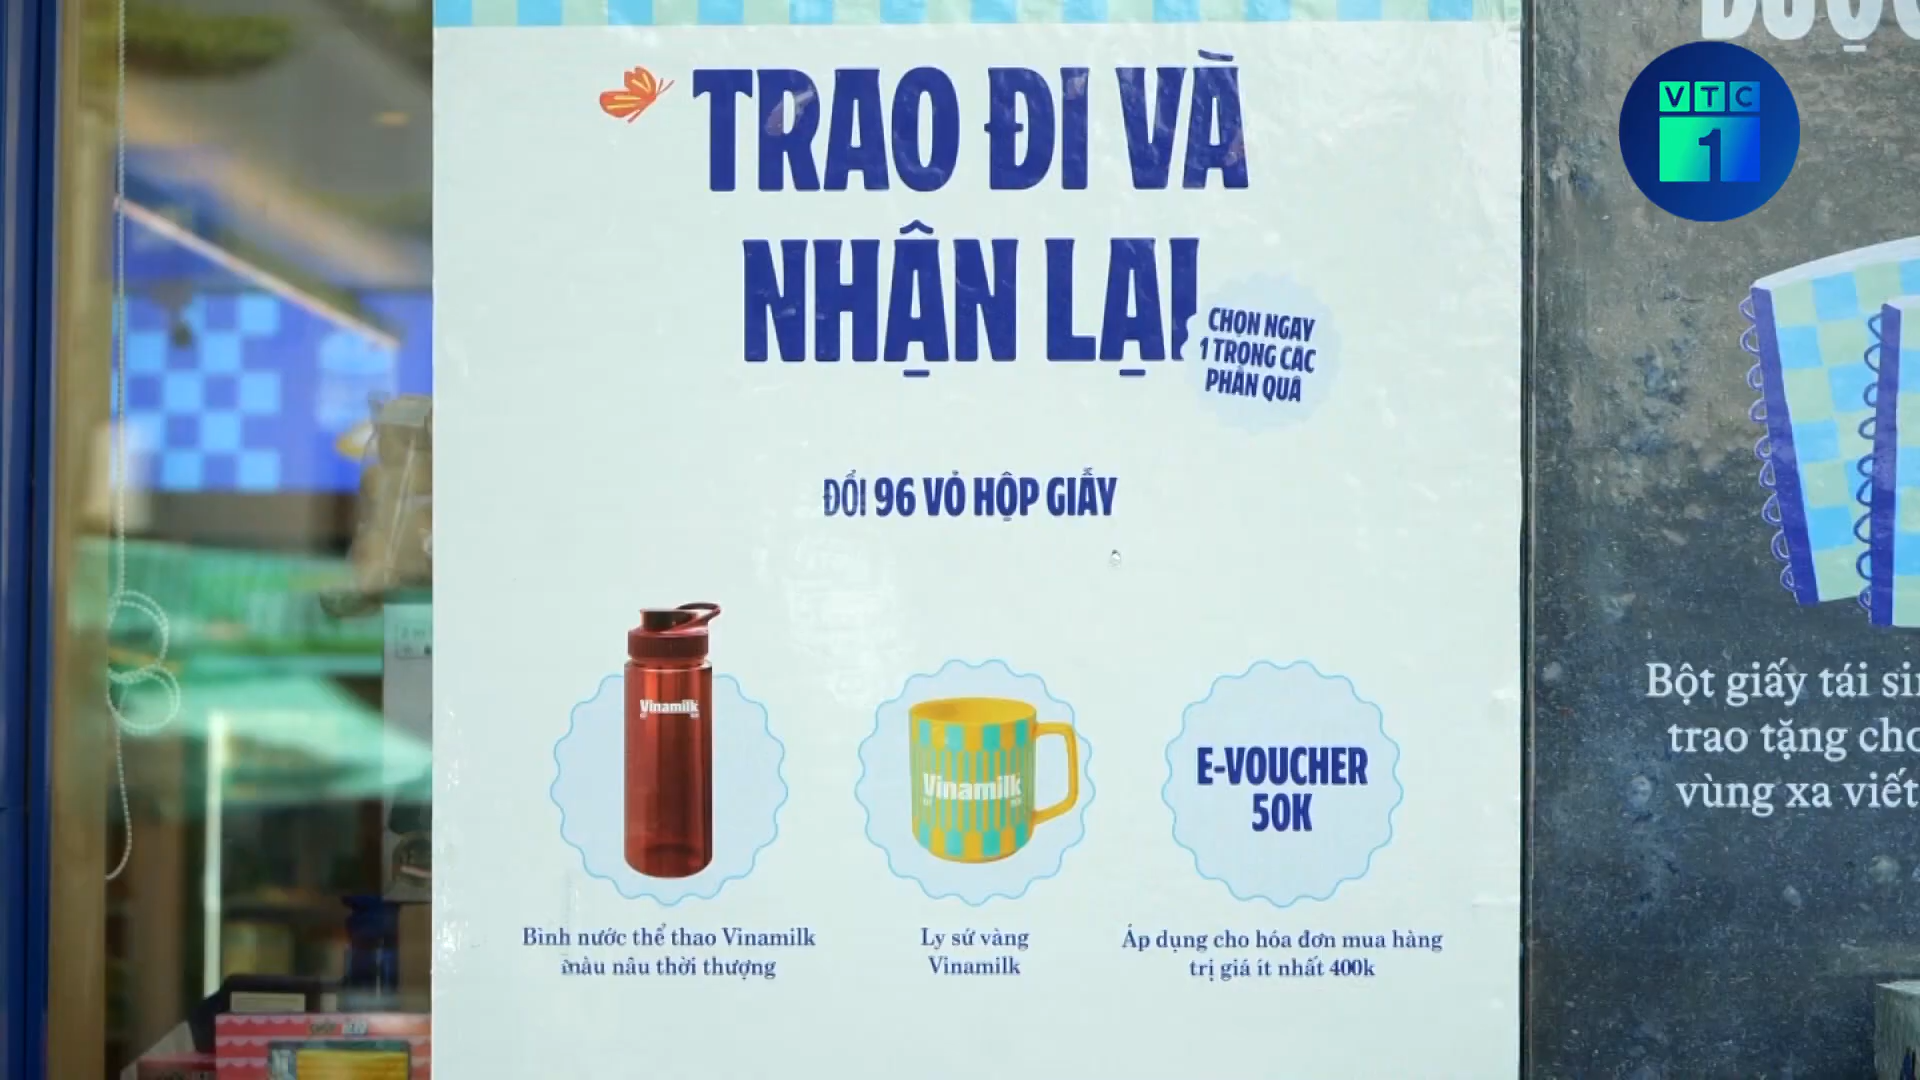 TRAO ĐI VÀ
NHẬN LẠI
CHỌN NGAY
1 TRONG CÁC
PHẦN QUÀ
ĐỔI 96 VỎ HỘP GIẤY
Vinamilk
Vinamilk
E-VOUCHER
50K
Bình nước thể thao Vinamilk
màu nâu thời thượng
Ly sứ vàng
Vinamilk
Áp dụng cho hóa đơn mua hàng
trị giá ít nhất 400k
VTC
1
Bột giấy tái
trao tặng
vùng xa viết